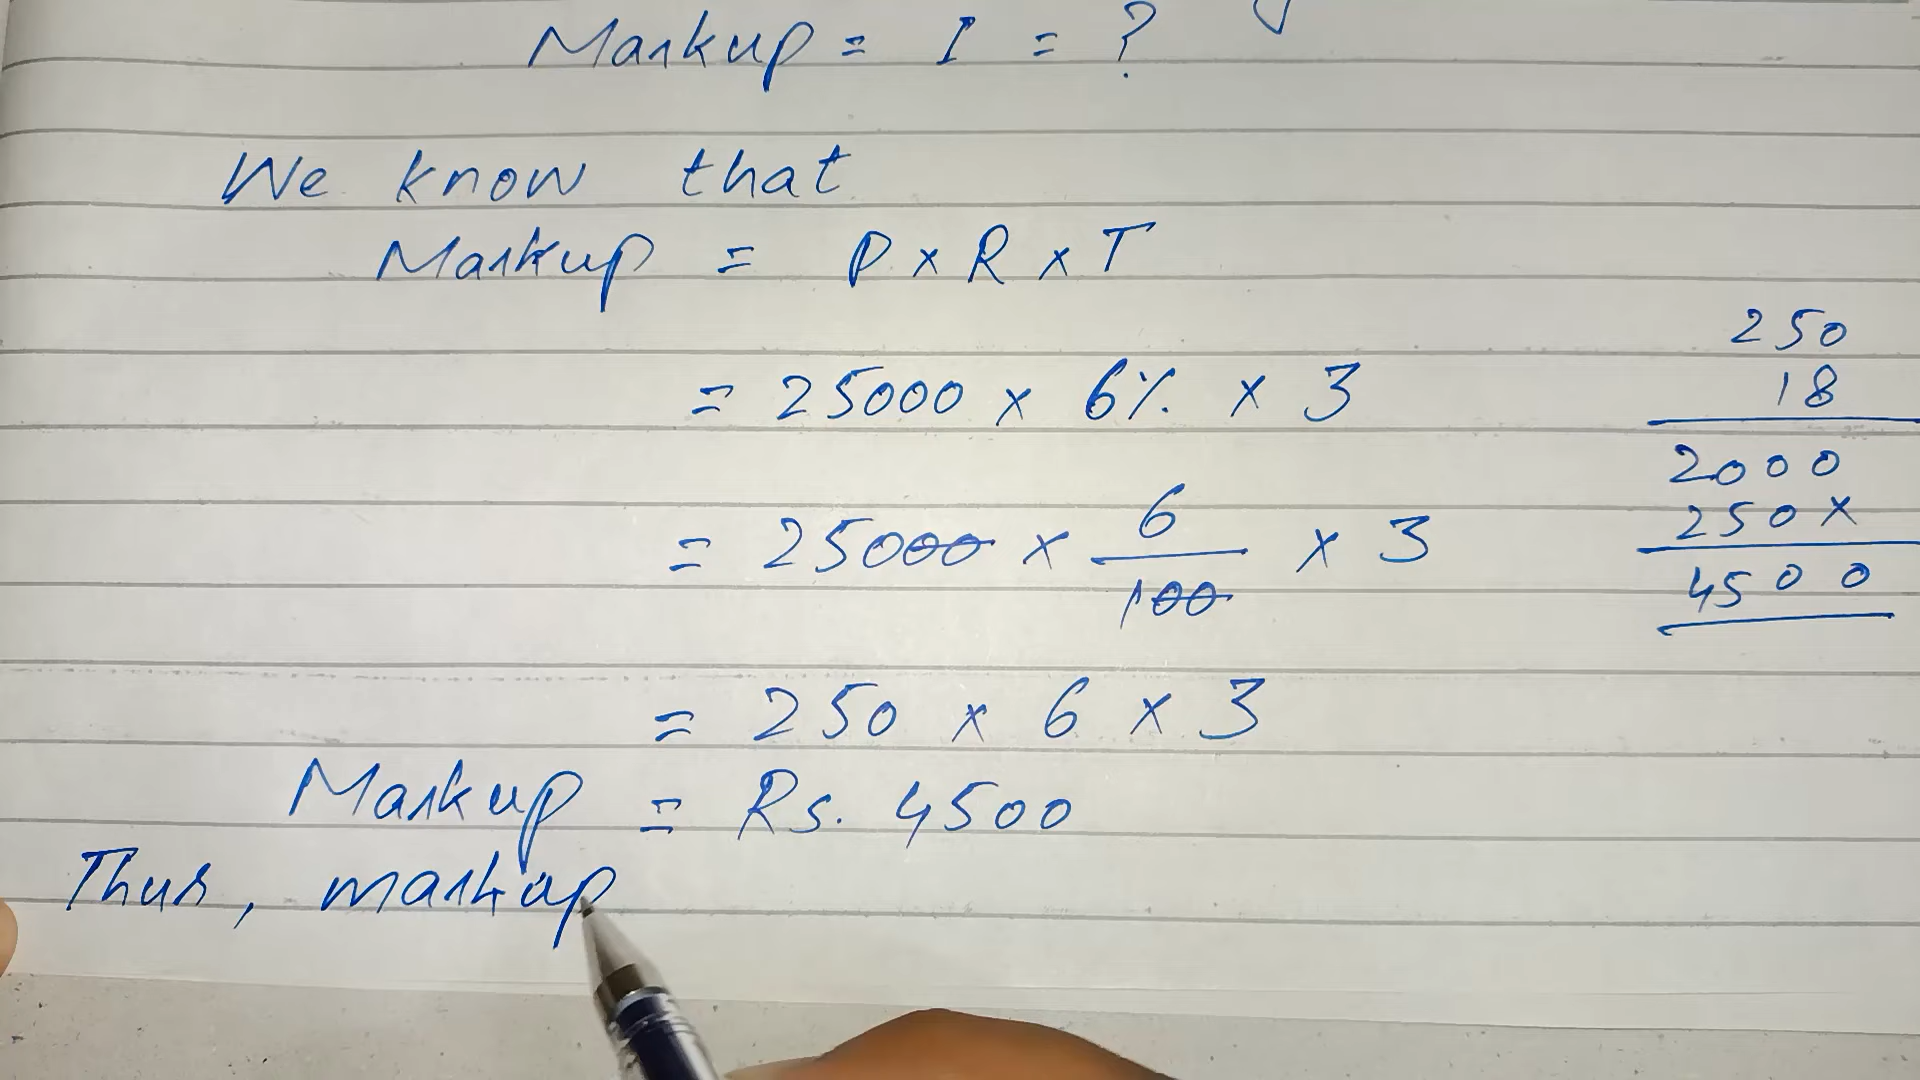 Markup = I = ?
We know that
Markup = P × R × T
= 25000 × 6% × 3
= 25000 × 6/100 × 3
= 250 × 6 × 3
Markup = Rs. 4500
Thus, markup
250
18
2000
250×
4500